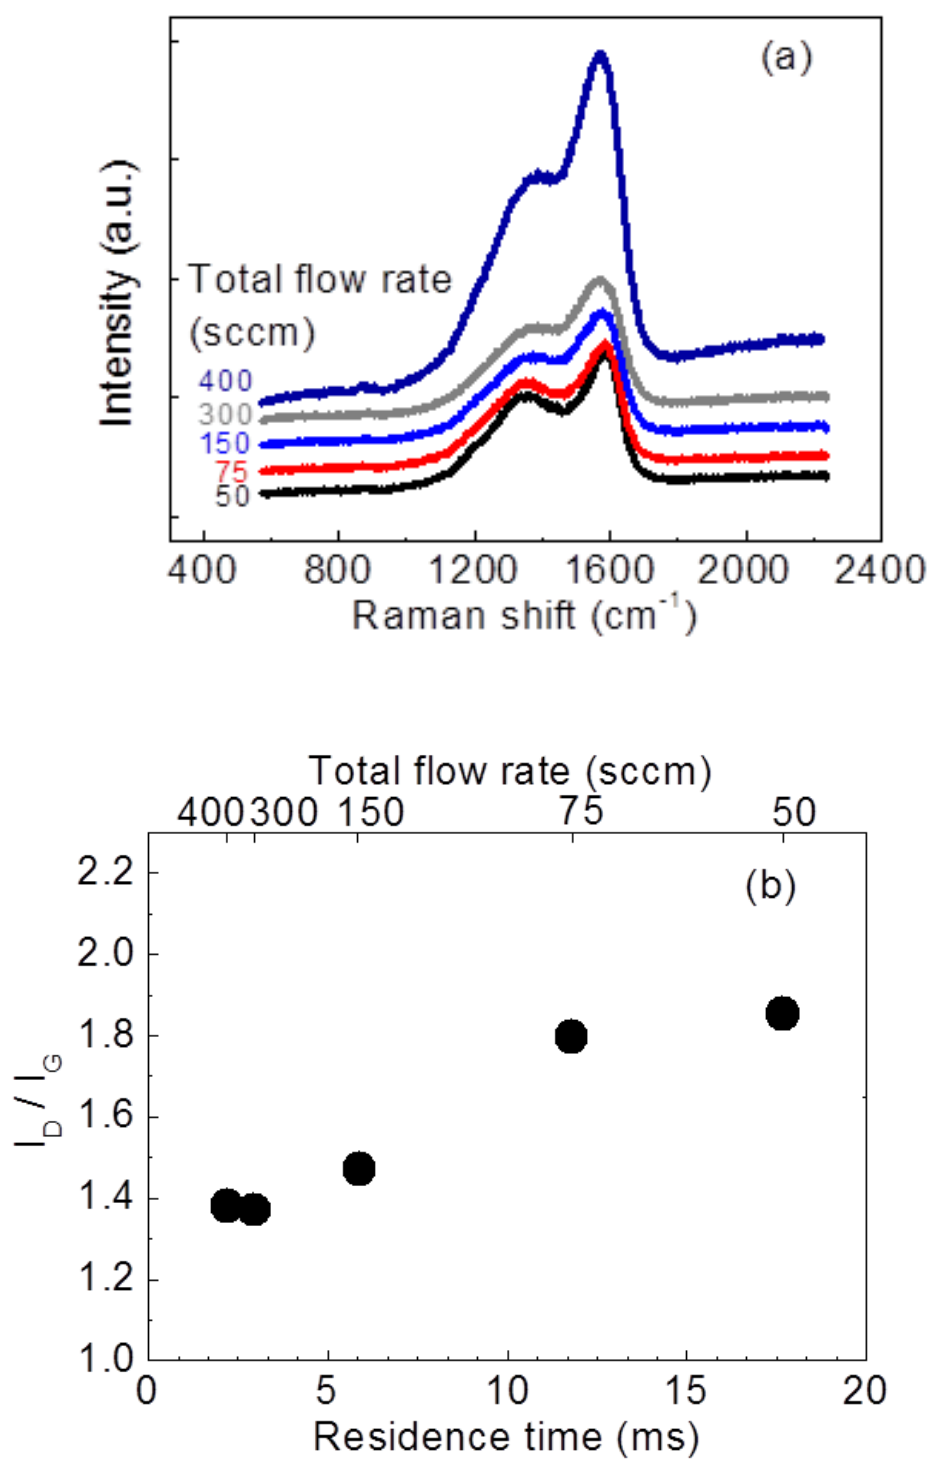 (a)
Intensity (a.u.)
Total flow rate
(sccm)
400
300
150
75
50
400 800 1200 1600 2000 2400
Raman shift (cm⁻¹)
Total flow rate (sccm)
400 300 150 75 50
(b)
2.2
2.0
1.8
1.6
1.4
1.2
1.0
I_D / I_G
0 5 10 15 20
Residence time (ms)